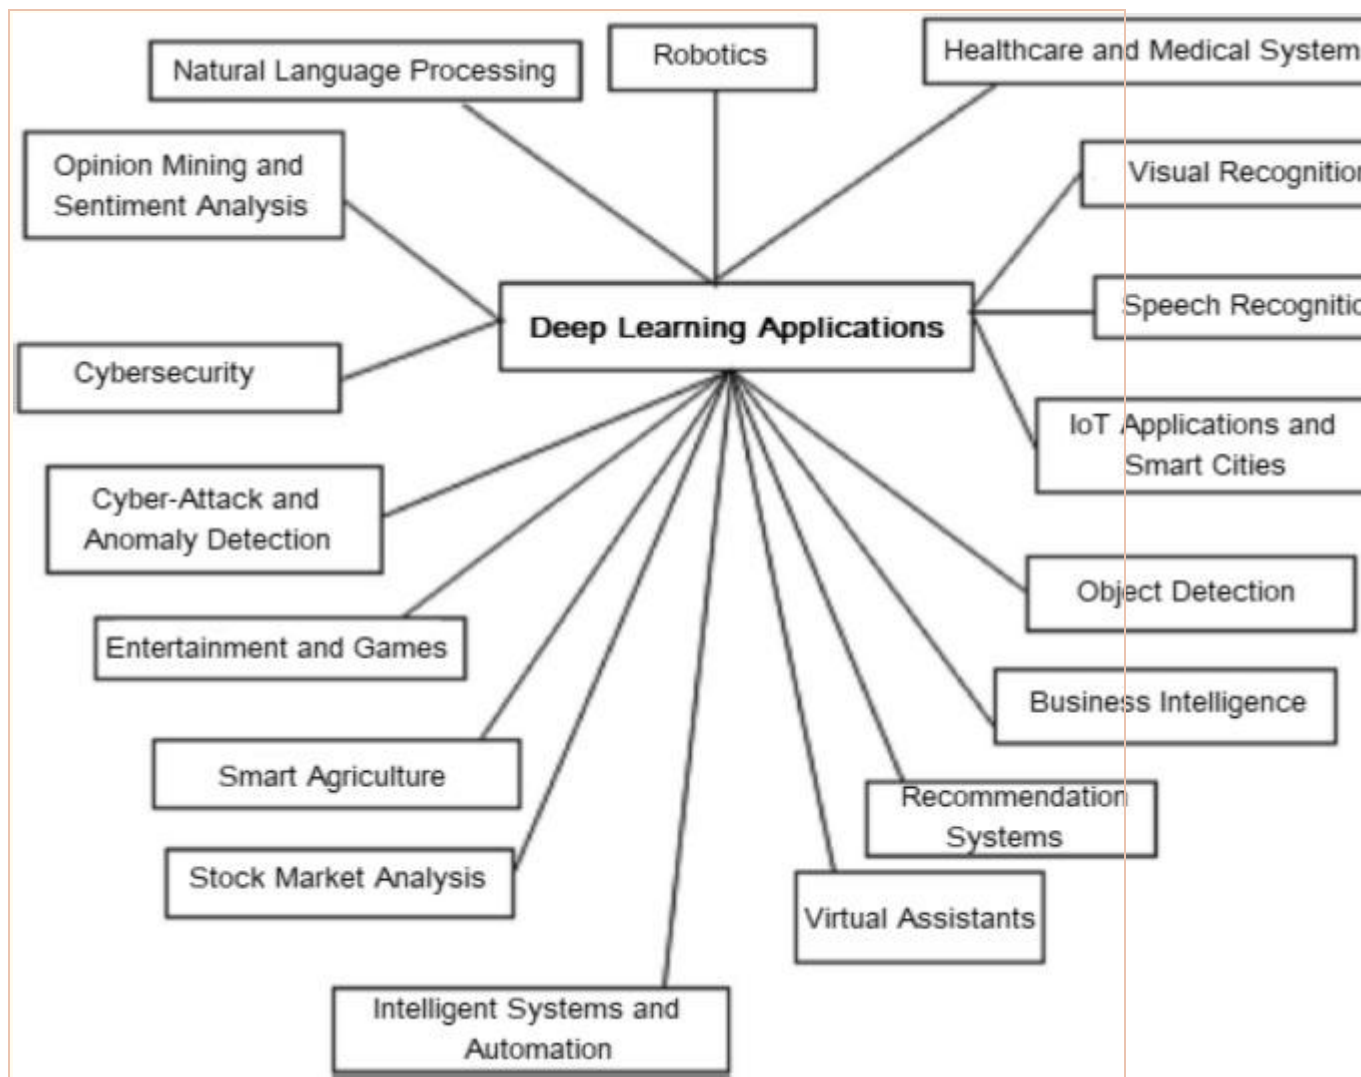 Robotics
Healthcare and Medical System
Natural Language Processing
Opinion Mining and
Sentiment Analysis
Visual Recognition
Speech Recognitio
Deep Learning Applications
Cybersecurity
IoT Applications and
Smart Cities
Cyber-Attack and
Anomaly Detection
Object Detection
Entertainment and Games
Business Intelligence
Smart Agriculture
Recommendation
Systems
Stock Market Analysis
Virtual Assistants
Intelligent Systems and
Automation